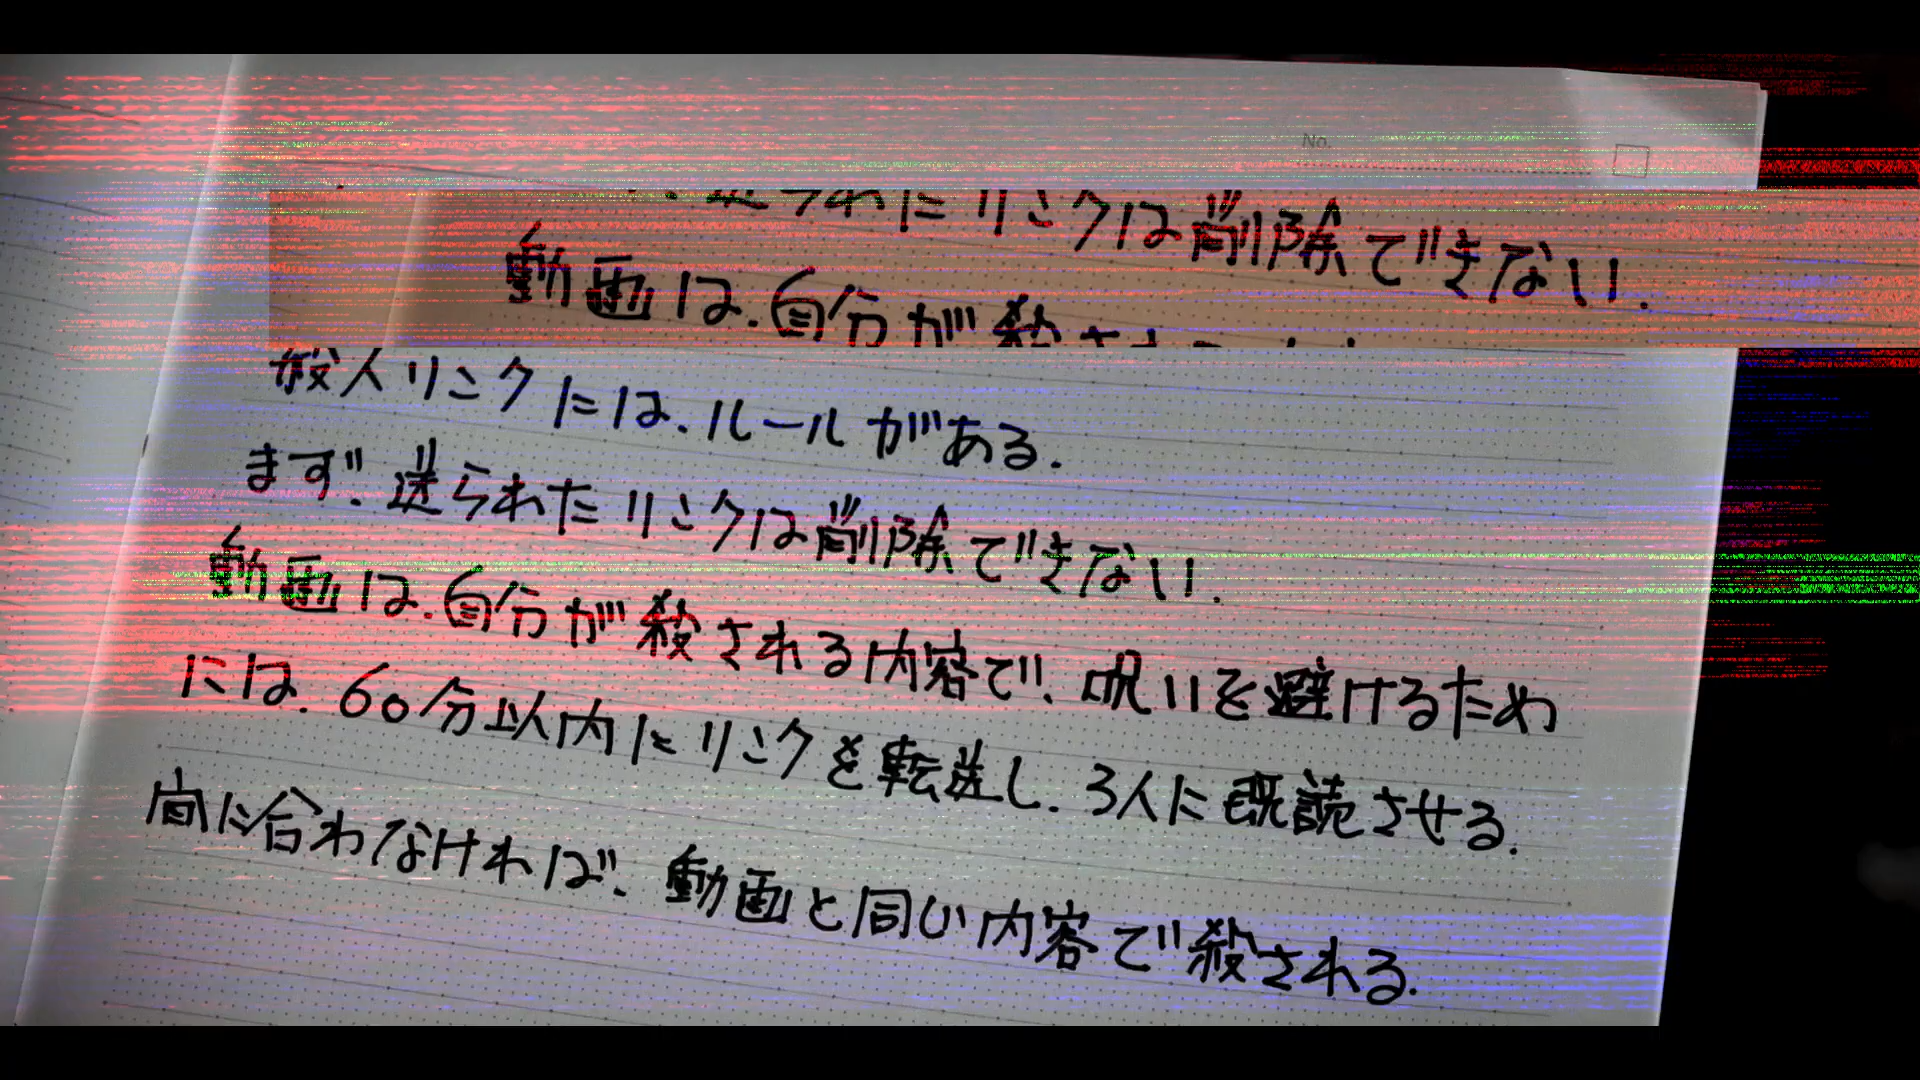 No.
送られたリンクは削除できない.
動画は.自分が殺さ
殺人リンクには.ルールがある.
まず.送られたリンクは削除できない.
動画は.自分が殺される内容で.呪いを避けるため
には.60分以内にリンクを転送し.3人に既読させる.
間に合わなければ.動画と同じ内容で殺される.